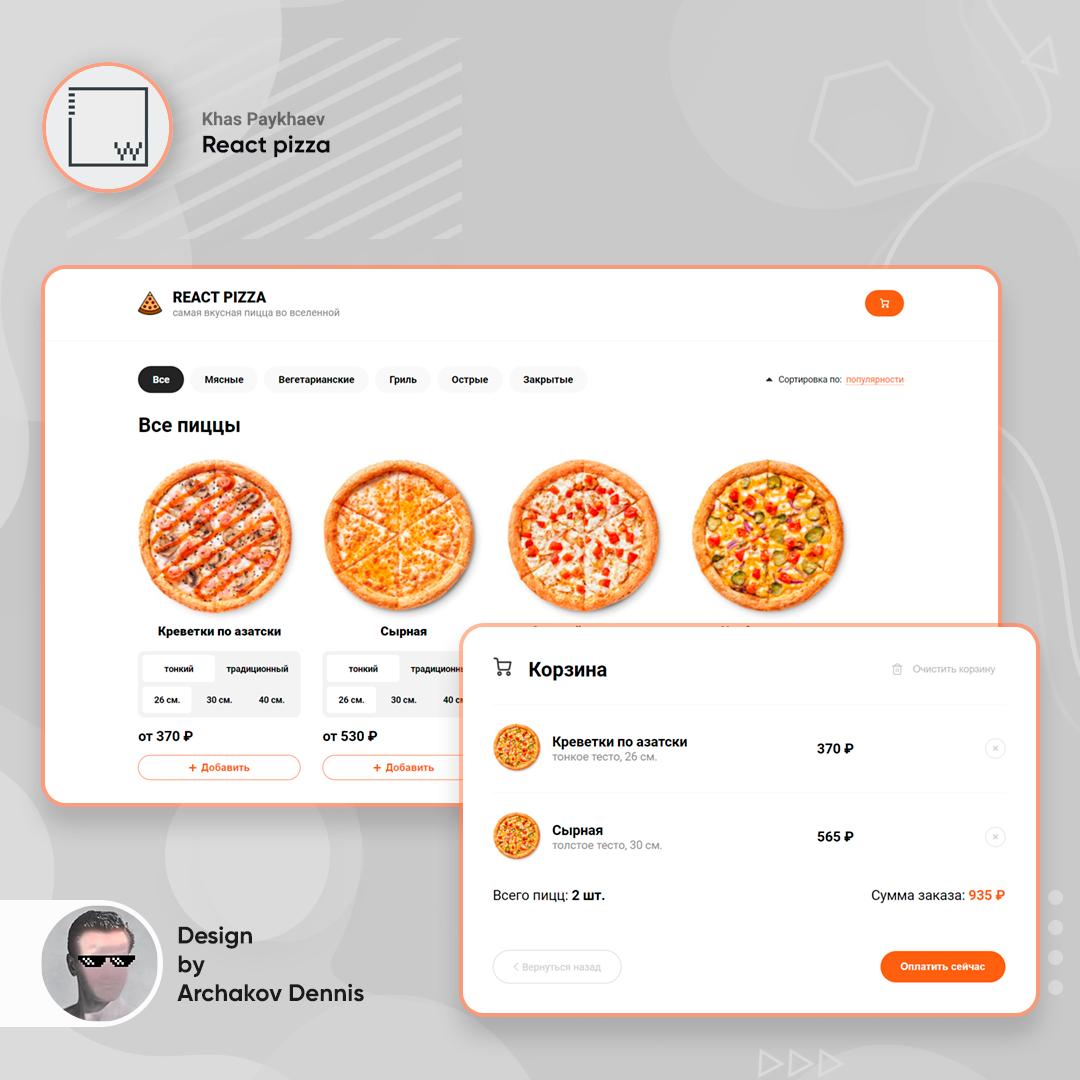 Khas Paykhaev
React pizza
REACT PIZZA
самая вкусная пицца во вселенной
Все
Мясные
Вегетарианские
Гриль
Острые
Закрытые
Сортировка по: популярности
Все пиццы
Креветки по азатски
Сырная
тонкий
традиционный
тонкий
26 см.
30 см.
40 см.
26 см.
30 см.
от 370 ₽
от 530 ₽
+ Добавить
+ Добавить
Корзина
Очистить корзину
Креветки по азатски
тонкое тесто, 26 см.
370 ₽
Сырная
толстое тесто, 30 см.
565 ₽
Всего пицц: 2 шт.
Сумма заказа: 935 ₽
Вернуться назад
Оплатить сейчас
Design
by
Archakov Dennis